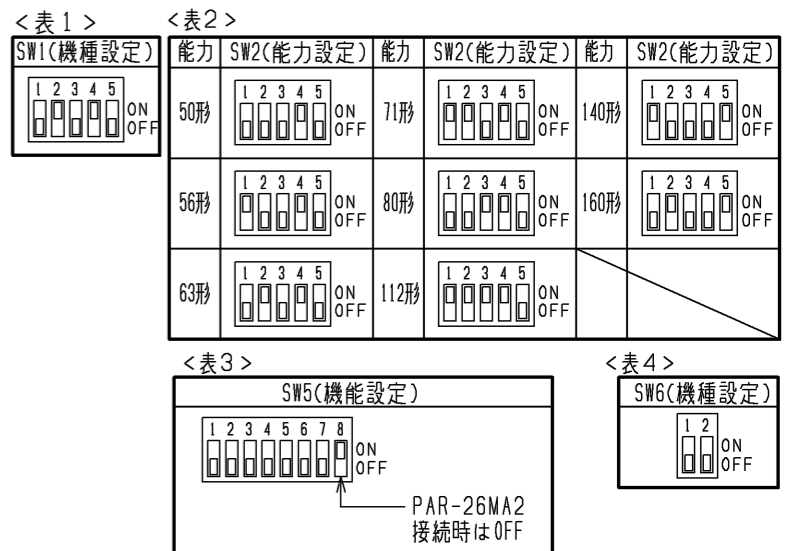 <表1>
SW1(機種設定)
1 2 3 4 5
ON
OFF
<表2>
能力 SW2(能力設定) 能力 SW2(能力設定) 能力 SW2(能力設定)
50形 1 2 3 4 5 ON OFF 71形 1 2 3 4 5 ON OFF 140形 1 2 3 4 5 ON OFF
56形 1 2 3 4 5 ON OFF 80形 1 2 3 4 5 ON OFF 160形 1 2 3 4 5 ON OFF
63形 1 2 3 4 5 ON OFF 112形 1 2 3 4 5 ON OFF
<表3>
SW5(機能設定)
1 2 3 4 5 6 7 8
ON
OFF
PAR-26MA2
接続時はOFF
<表4>
SW6(機種設定)
1 2
ON
OFF